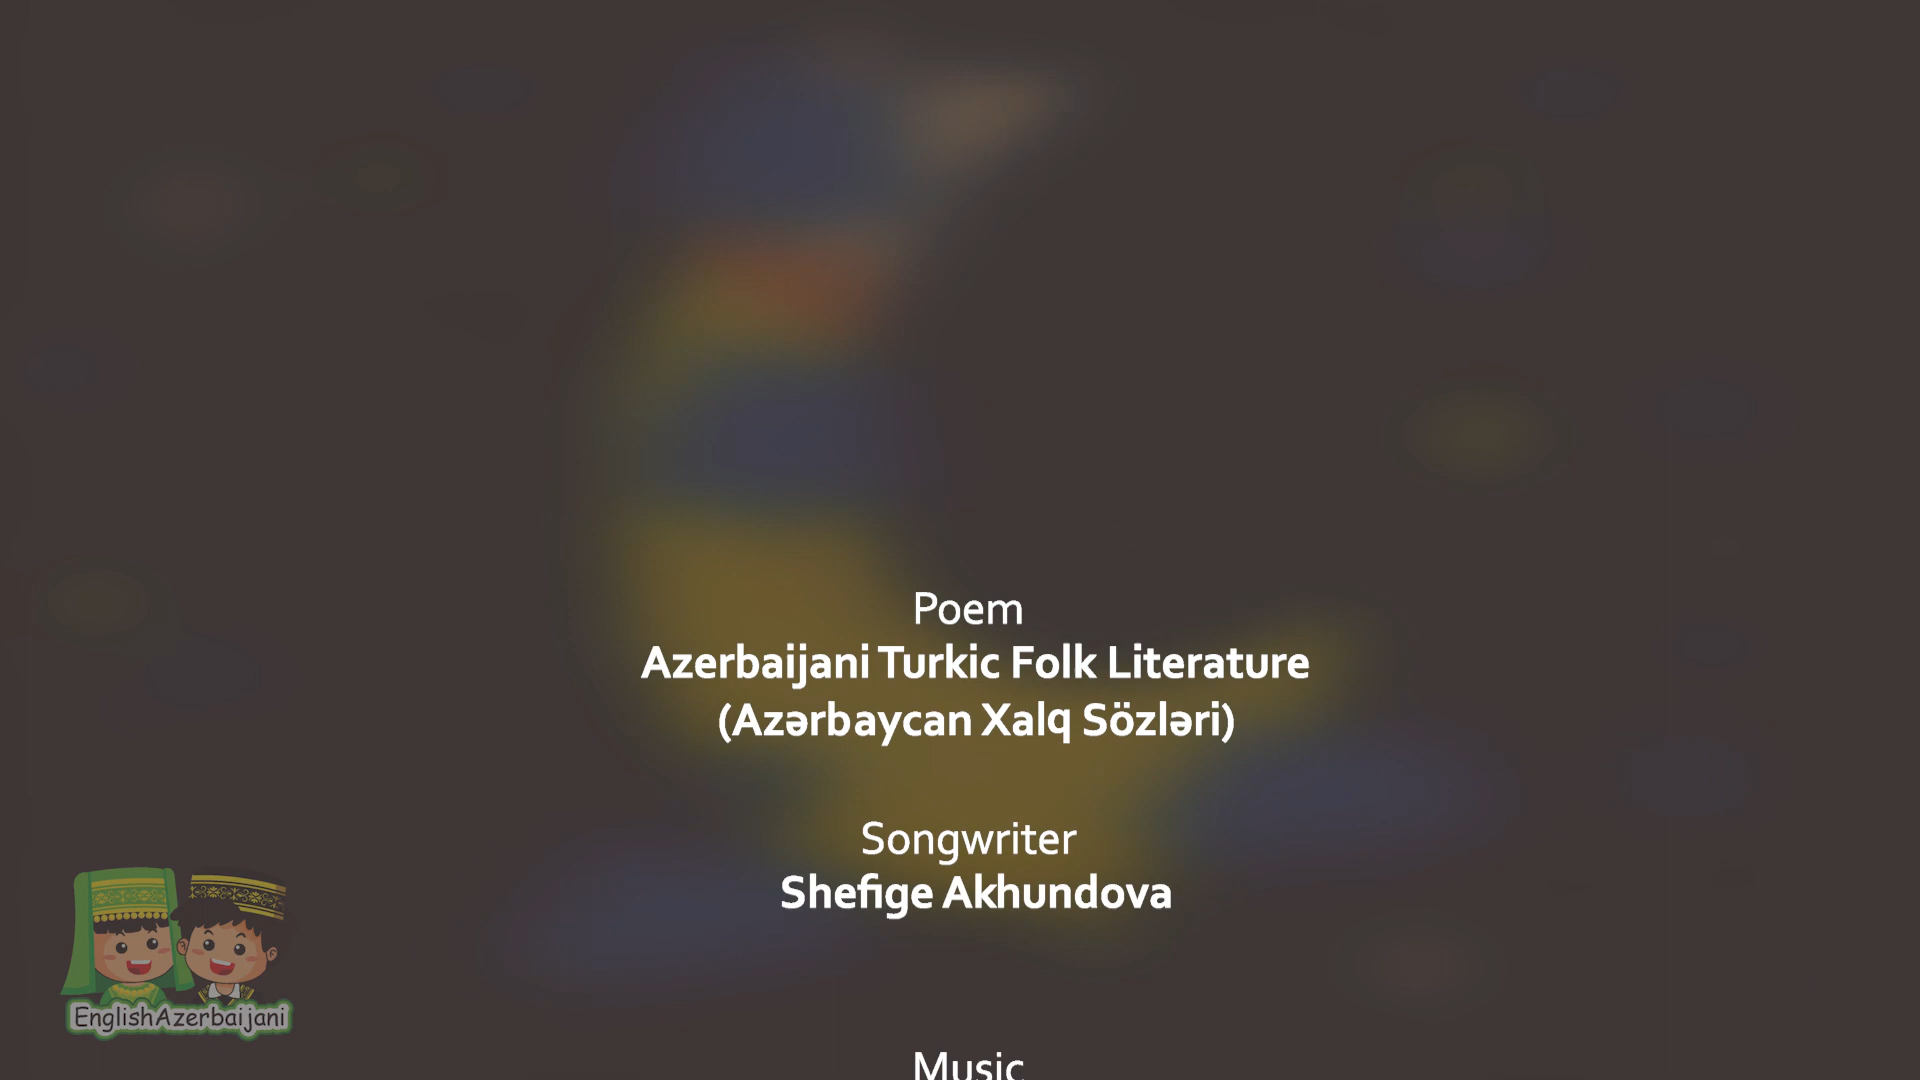 Poem
Azerbaijani Turkic Folk Literature
(Azərbaycan Xalq Sözləri)
Songwriter
Shefige Akhundova
EnglishAzerbaijani
Music